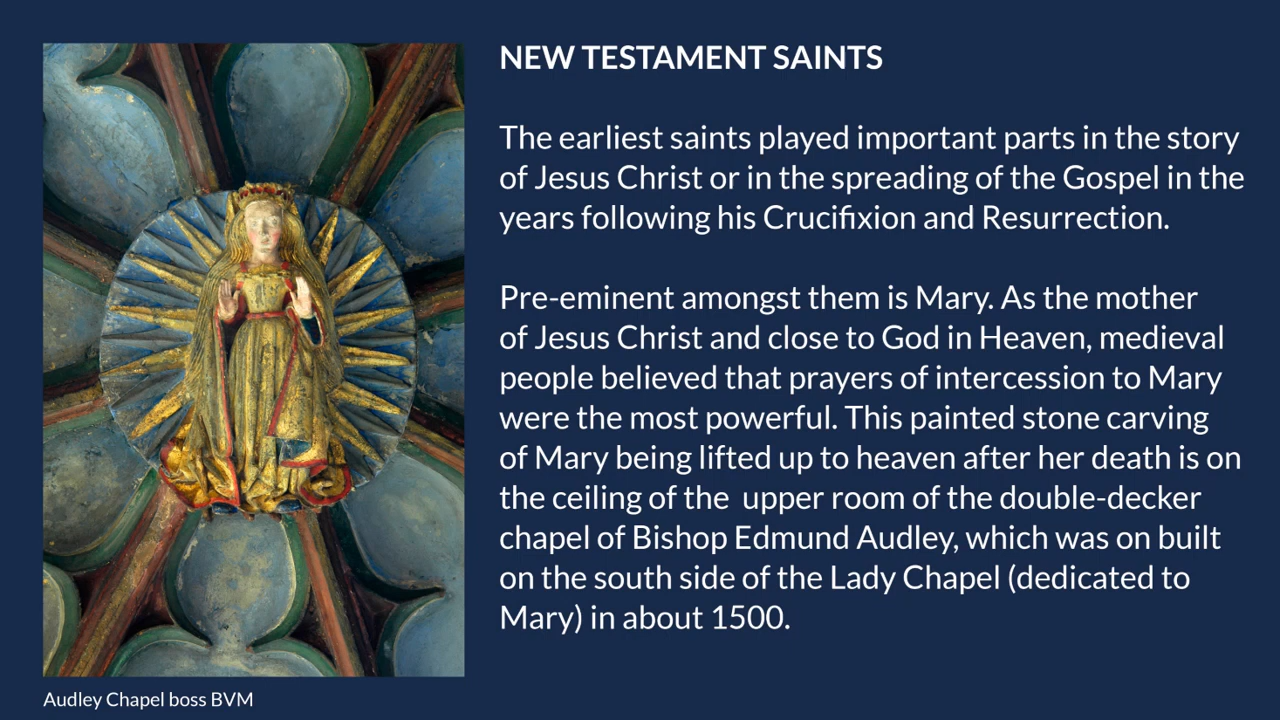 NEW TESTAMENT SAINTS
The earliest saints played important parts in the story
of Jesus Christ or in the spreading of the Gospel in the
years following his Crucifixion and Resurrection.
Pre-eminent amongst them is Mary. As the mother
of Jesus Christ and close to God in Heaven, medieval
people believed that prayers of intercession to Mary
were the most powerful. This painted stone carving
of Mary being lifted up to heaven after her death is on
the ceiling of the  upper room of the double-decker
chapel of Bishop Edmund Audley, which was on built
on the south side of the Lady Chapel (dedicated to
Mary) in about 1500.
Audley Chapel boss BVM